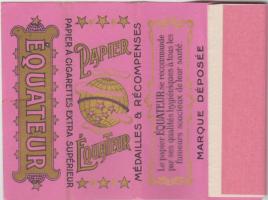 ÉQUATEUR
PAPIER À CIGARETTES EXTRA SUPÉRIEUR
PAPIER
ÉQUATEUR
MÉDAILLES & RÉCOMPENSES
Le papier ÉQUATEUR se recommande
par ses qualités hygiéniques à tous les
fumeurs soucieux de leur santé
MARQUE DÉPOSÉE